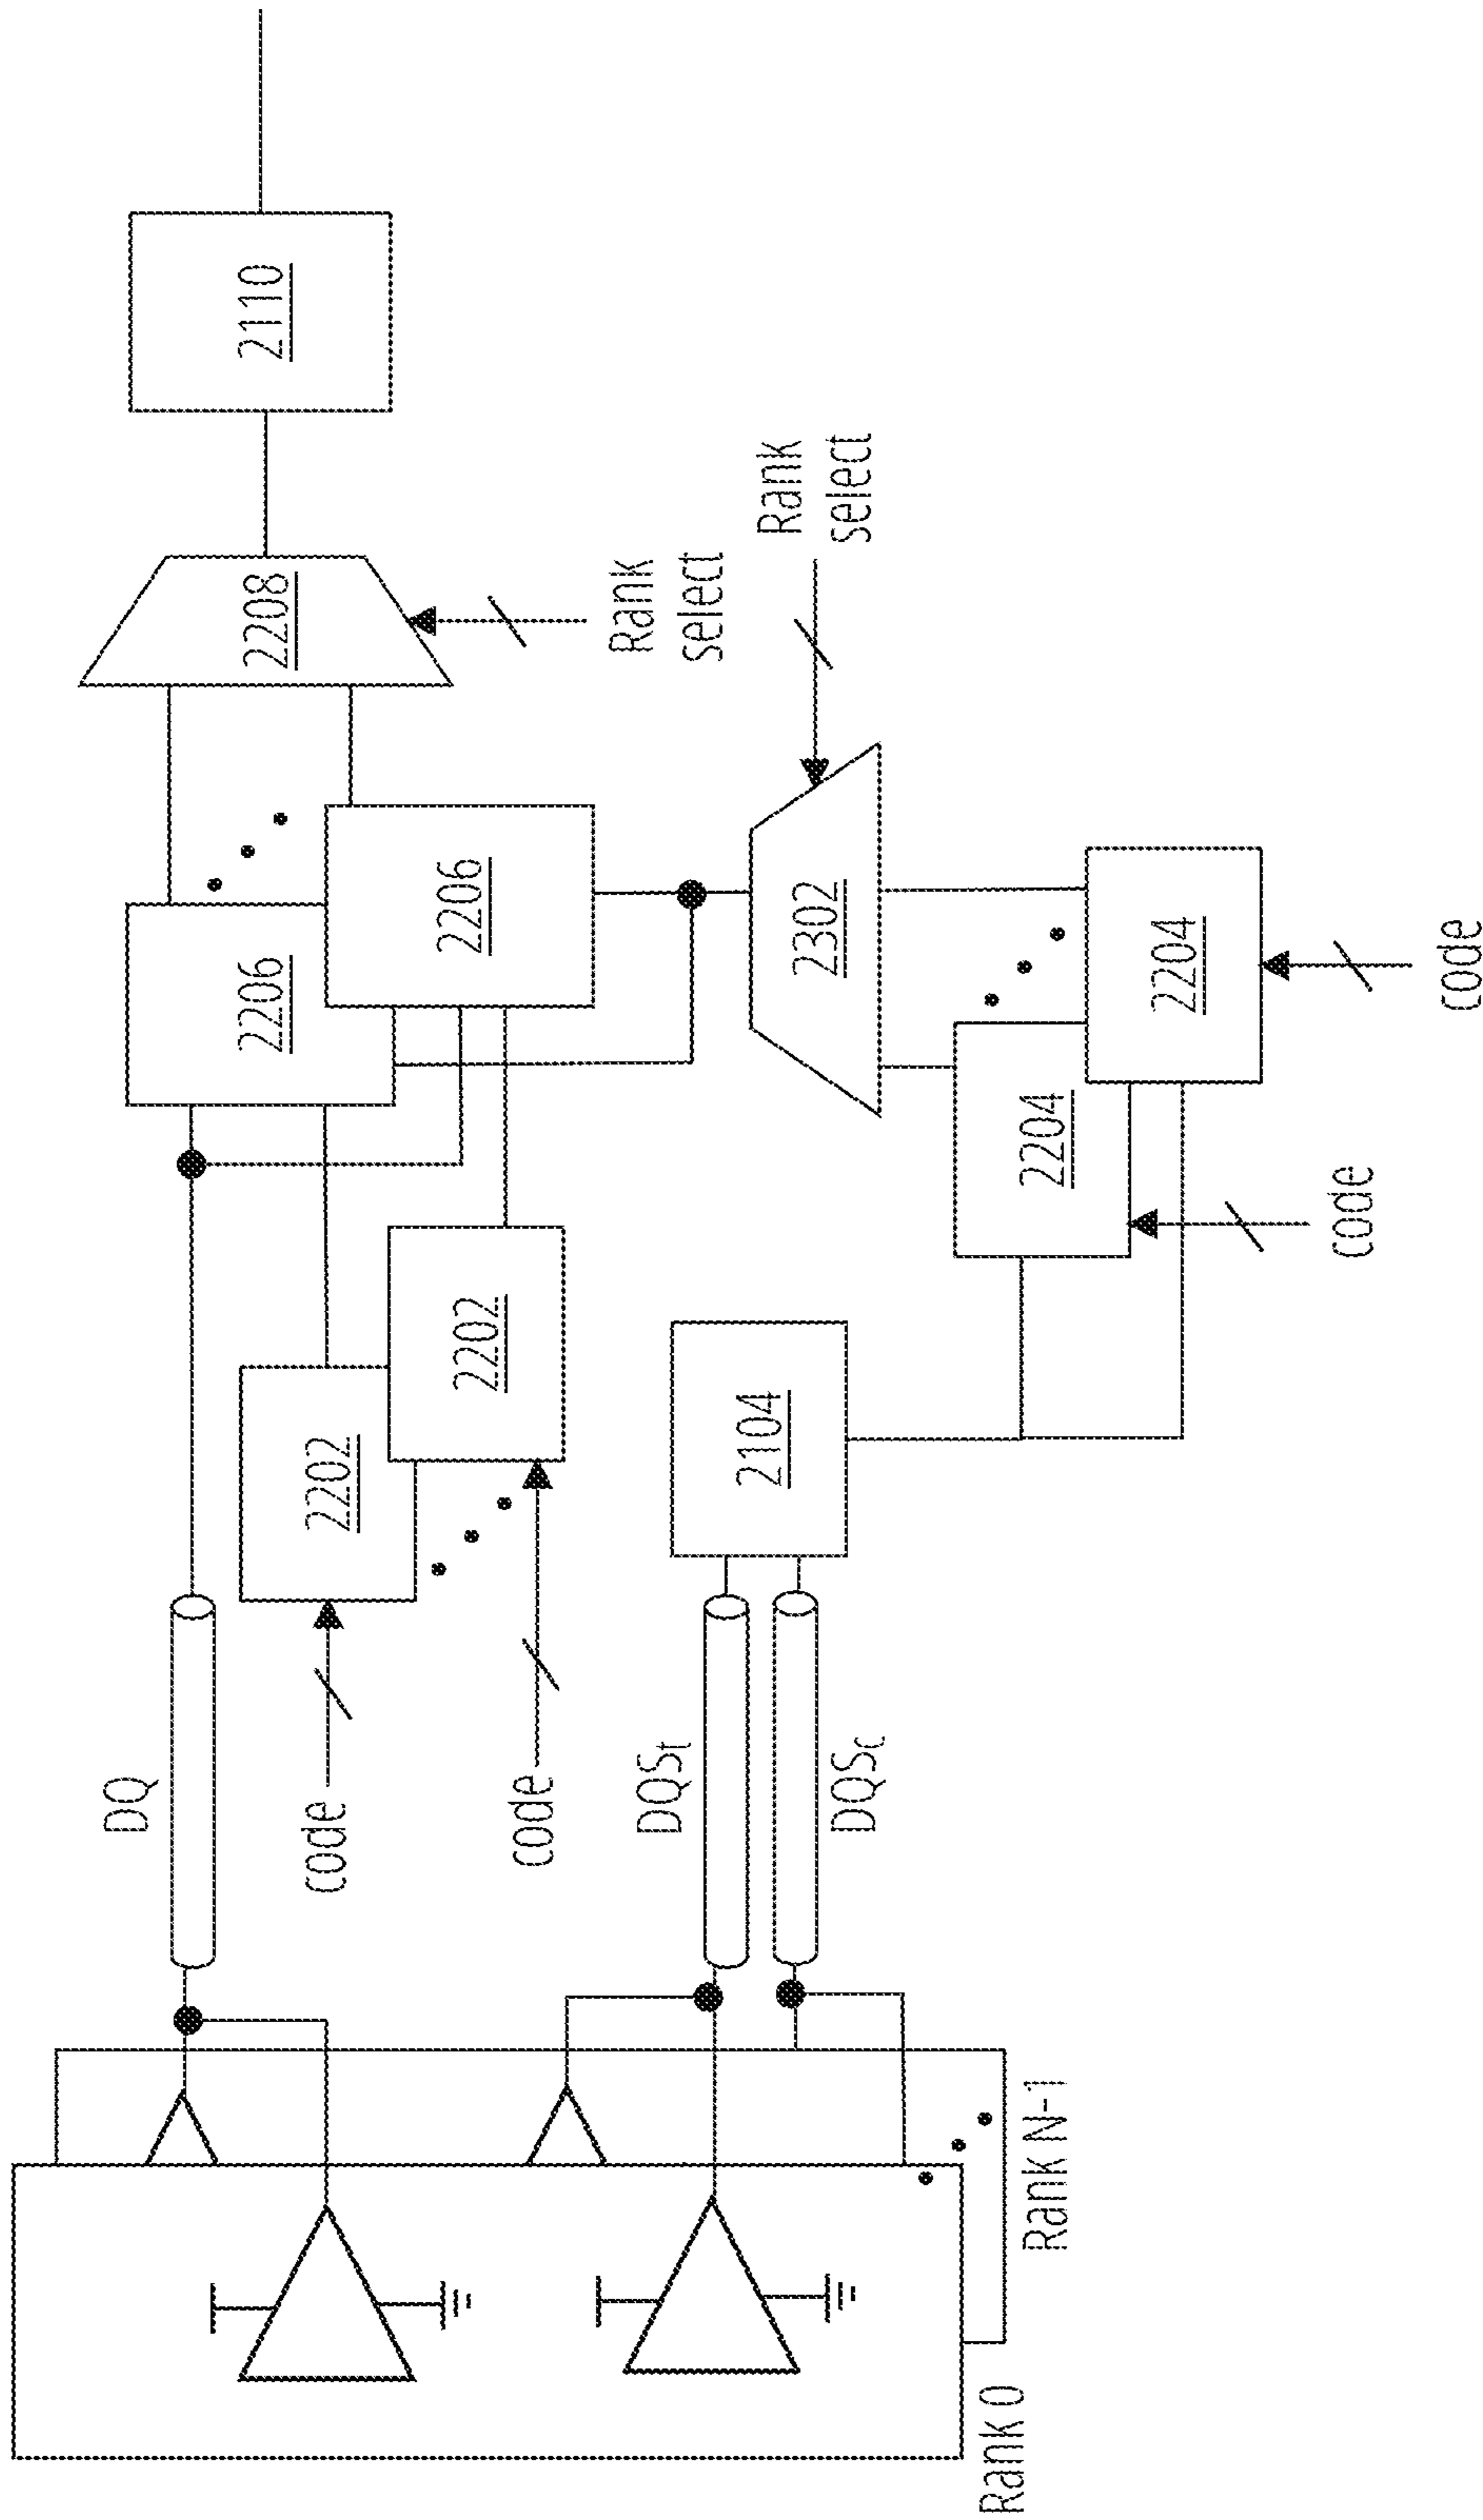 DQ
code
code
DQSt
DQSc
Rank 0
Rank N-1
2202
2202
2104
2206
2206
2208
2110
Rank
select
Rank
select
2302
2204
2204
code
code